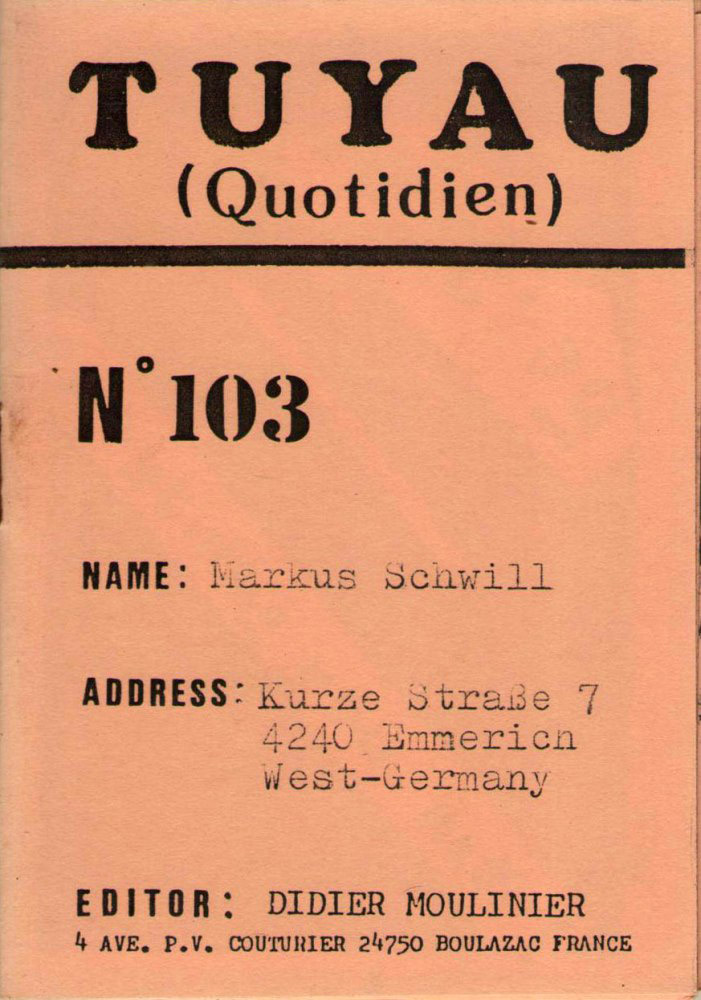 TUYAU
(Quotidien)
N° 103
NAME: Markus Schwill
ADDRESS: Kurze Straße 7
4240 Emmerich
West-Germany
EDITOR: DIDIER MOULINIER
4 AVE. P.V. COUTURIER 24750 BOULAZAC FRANCE